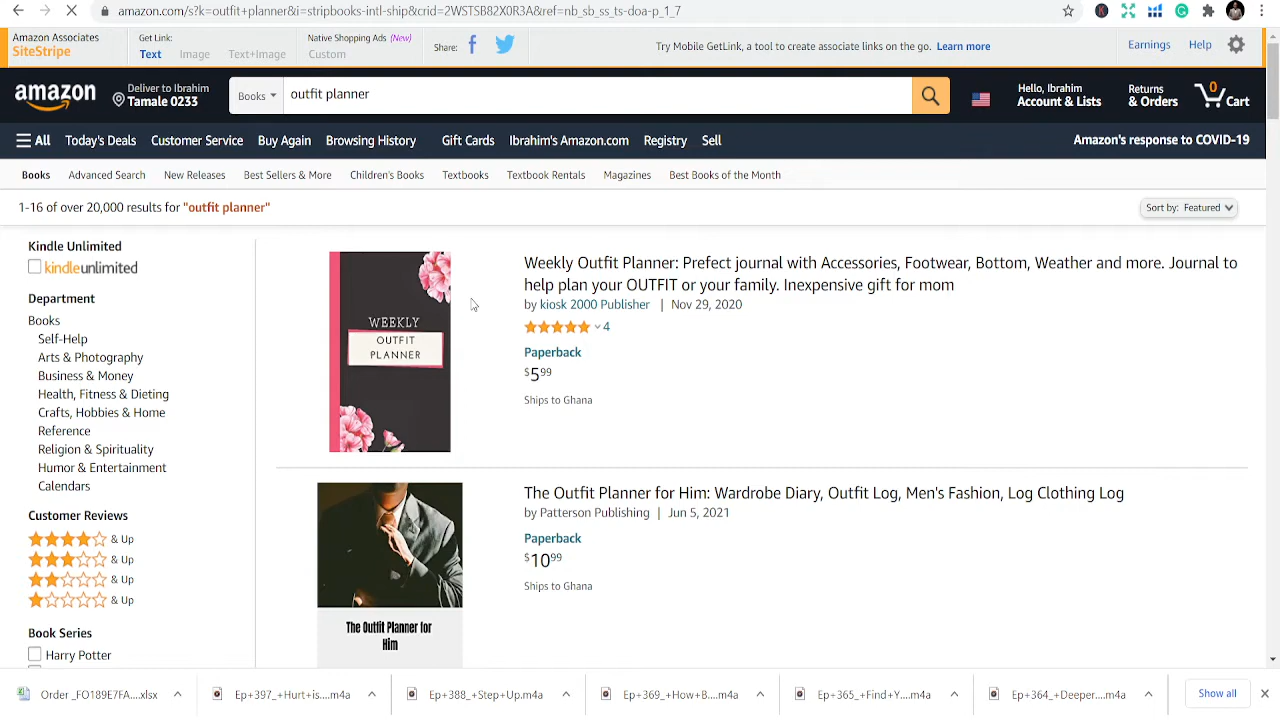 amazon.com/s?k=outfit+planner&i=stripbooks-intl-ship&crid=2WSTSB82X0R3A&ref=nb_sb_ss_ts-doa-p_1_7
Amazon Associates
SiteStripe
Get Link:
Text Image Text+Image
Native Shopping Ads (New)
Custom
Share:
Try Mobile GetLink, a tool to create associate links on the go. Learn more
Earnings Help
amazon
Deliver to Ibrahim
Tamale 0233
Books
outfit planner
Hello, Ibrahim
Account & Lists
Returns
& Orders
0
Cart
All Today's Deals Customer Service Buy Again Browsing History Gift Cards Ibrahim's Amazon.com Registry Sell
Amazon's response to COVID-19
Books Advanced Search New Releases Best Sellers & More Children's Books Textbooks Textbook Rentals Magazines Best Books of the Month
1-16 of over 20,000 results for "outfit planner"
Sort by: Featured
Kindle Unlimited
kindleunlimited
Department
Books
Self-Help
Arts & Photography
Business & Money
Health, Fitness & Dieting
Crafts, Hobbies & Home
Reference
Religion & Spirituality
Humor & Entertainment
Calendars
Customer Reviews
& Up
& Up
& Up
& Up
Book Series
Harry Potter
WEEKLY
OUTFIT
PLANNER
Weekly Outfit Planner: Prefect journal with Accessories, Footwear, Bottom, Weather and more. Journal to
help plan your OUTFIT or your family. Inexpensive gift for mom
by kiosk 2000 Publisher | Nov 29, 2020
4
Paperback
$5 99
Ships to Ghana
The Outfit Planner for
Him
The Outfit Planner for Him: Wardrobe Diary, Outfit Log, Men's Fashion, Log Clothing Log
by Patterson Publishing | Jun 5, 2021
Paperback
$10 99
Ships to Ghana
Order _FO189E7FA....xlsx
Ep+397_+Hurt+is....m4a
Ep+388_+Step+Up.m4a
Ep+369_+How+B....m4a
Ep+365_+Find+Y....m4a
Ep+364_+Deeper....m4a
Show all